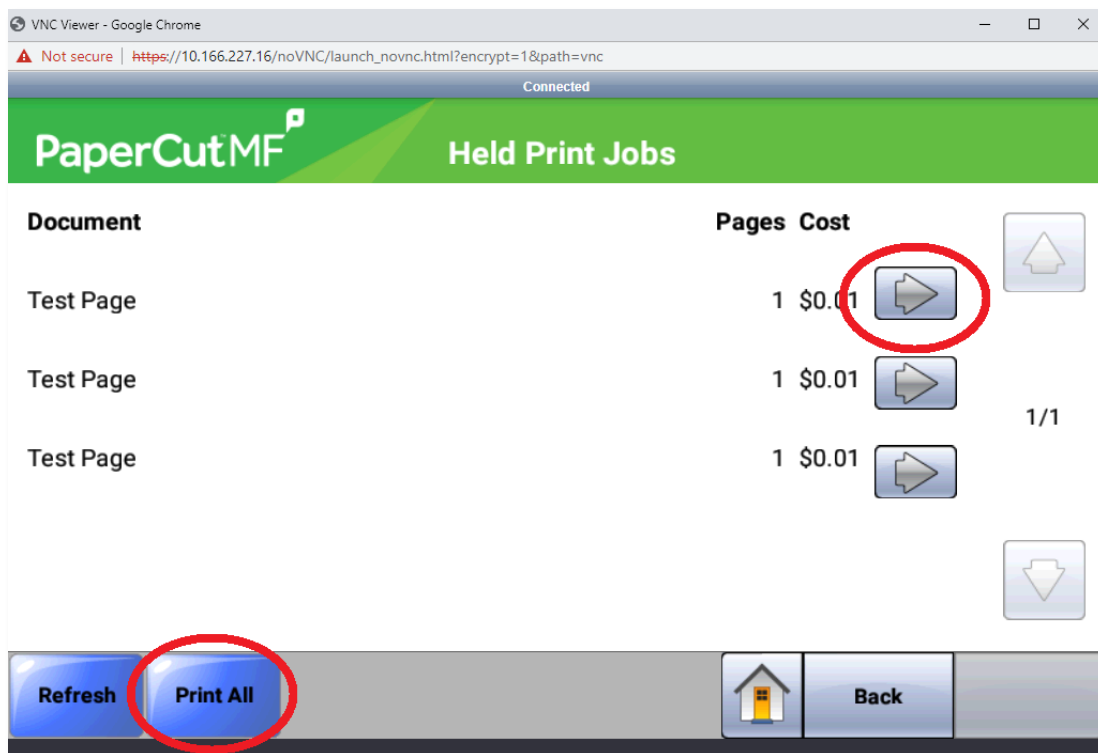 VNC Viewer - Google Chrome
Not secure | https://10.166.227.16/noVNC/launch_novnc.html?encrypt=1&path=vnc
Connected
PaperCut MF
Held Print Jobs
Document Pages Cost
Test Page 1 $0.01
Test Page 1 $0.01
1/1
Test Page 1 $0.01
Refresh Print All Back